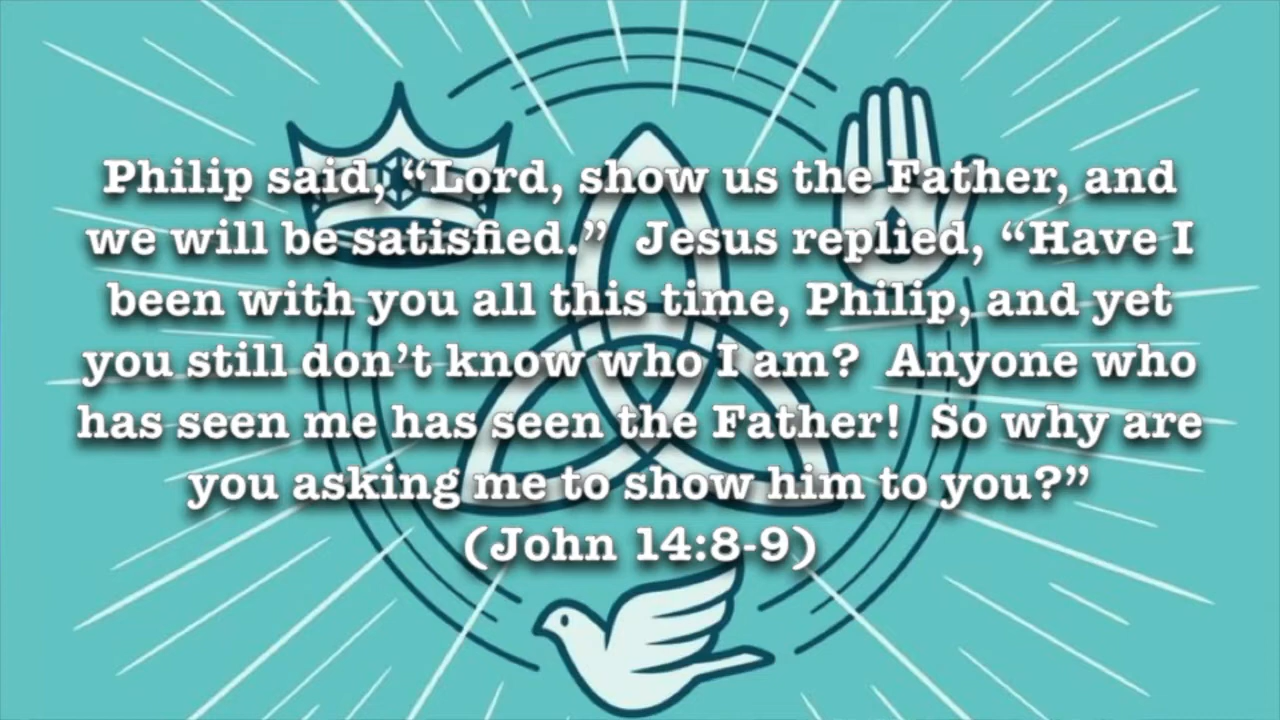 Philip said, “Lord, show us the Father, and
we will be satisfied.”  Jesus replied, “Have I
been with you all this time, Philip, and yet
you still don’t know who I am?  Anyone who
has seen me has seen the Father!  So why are
you asking me to show him to you?”
(John 14:8-9)